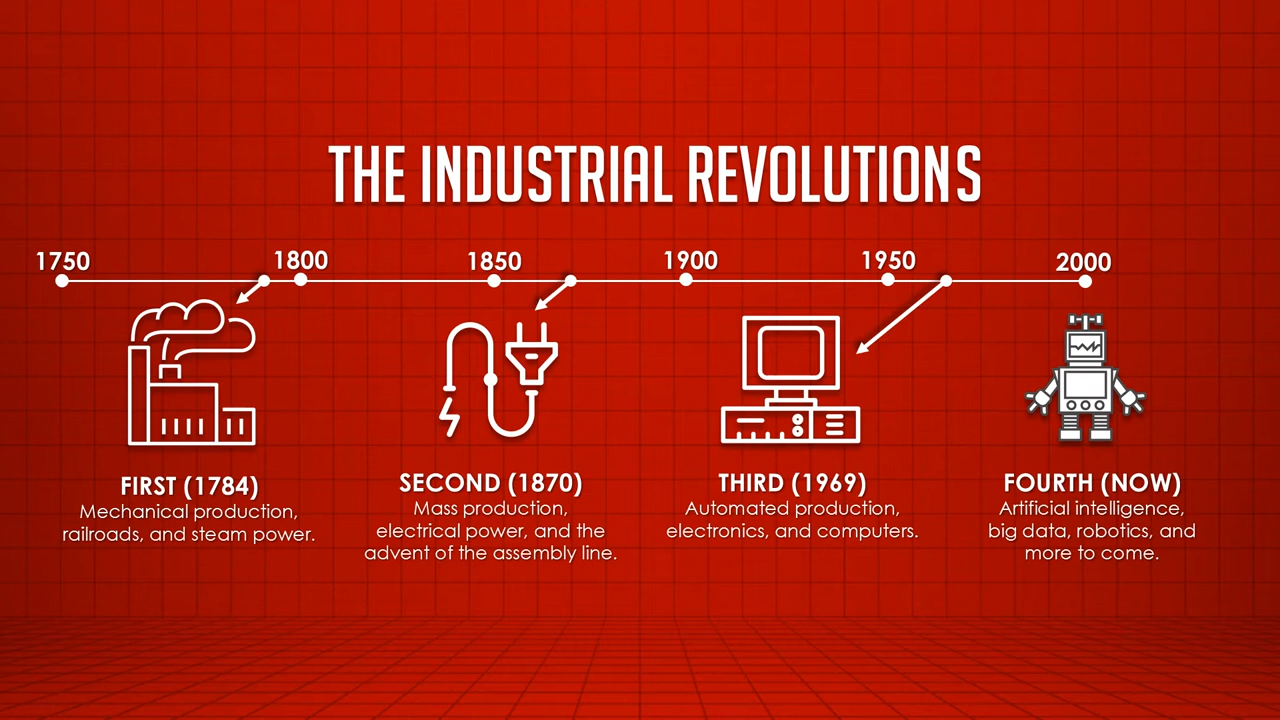 THE INDUSTRIAL REVOLUTIONS
1750 1800 1850 1900 1950 2000
FIRST (1784)
Mechanical production,
railroads, and steam power.
SECOND (1870)
Mass production,
electrical power, and the
advent of the assembly line.
THIRD (1969)
Automated production,
electronics, and computers.
FOURTH (NOW)
Artificial intelligence,
big data, robotics, and
more to come.